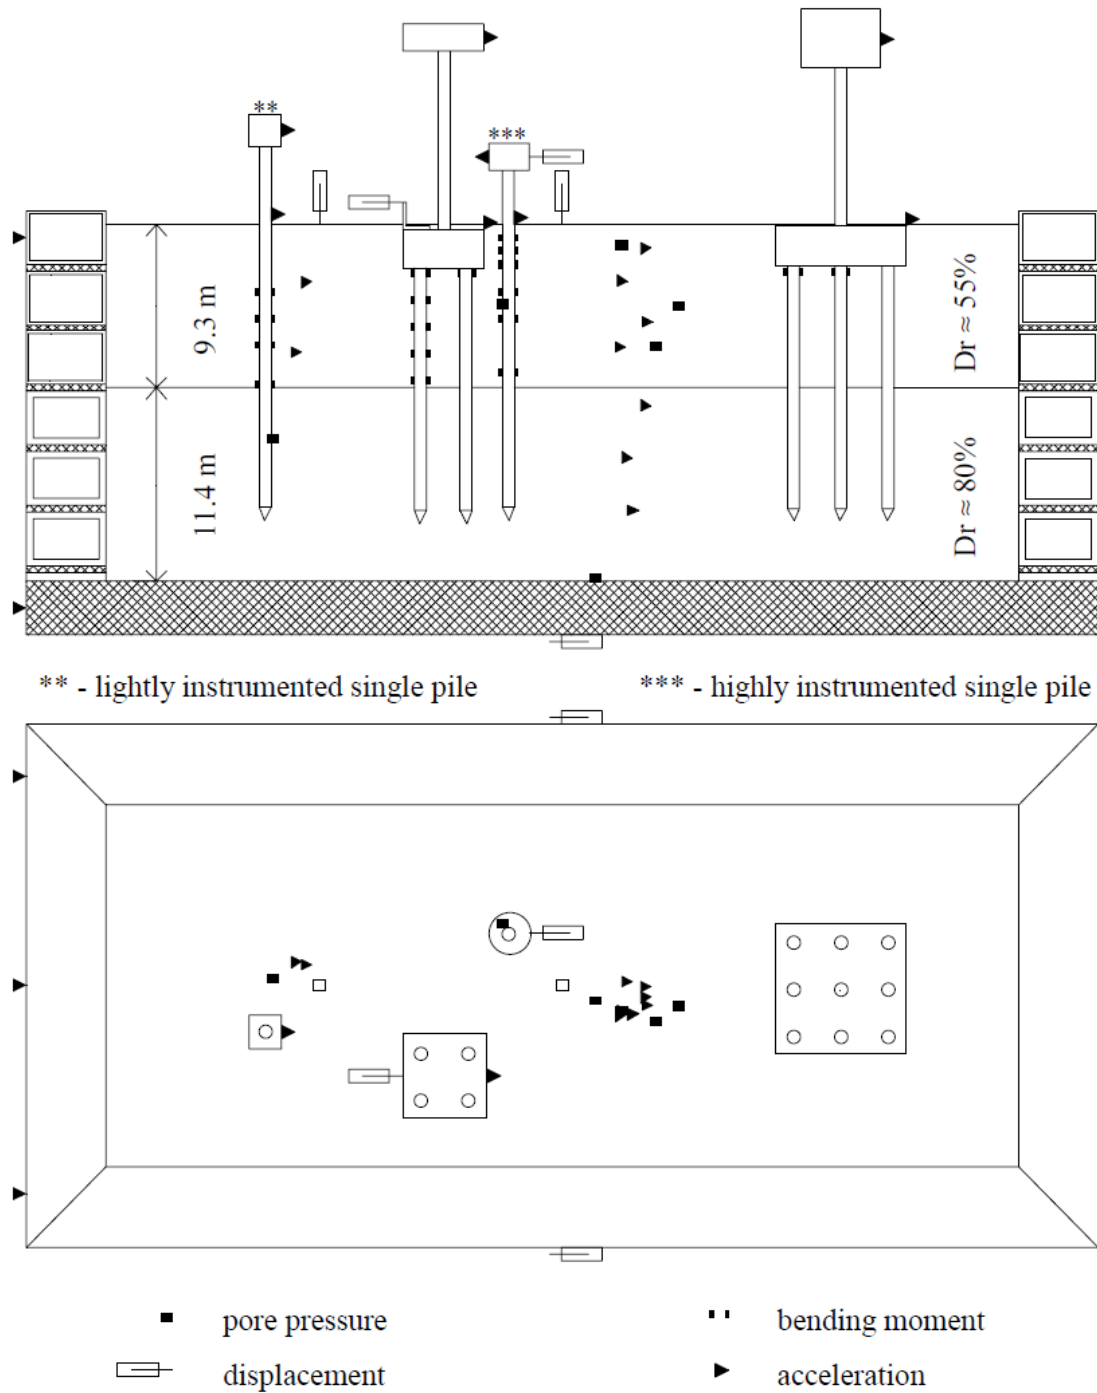 **
***
9.3 m
Dr ≈ 55%
11.4 m
Dr ≈ 80%
** - lightly instrumented single pile
*** - highly instrumented single pile
pore pressure
bending moment
displacement
acceleration